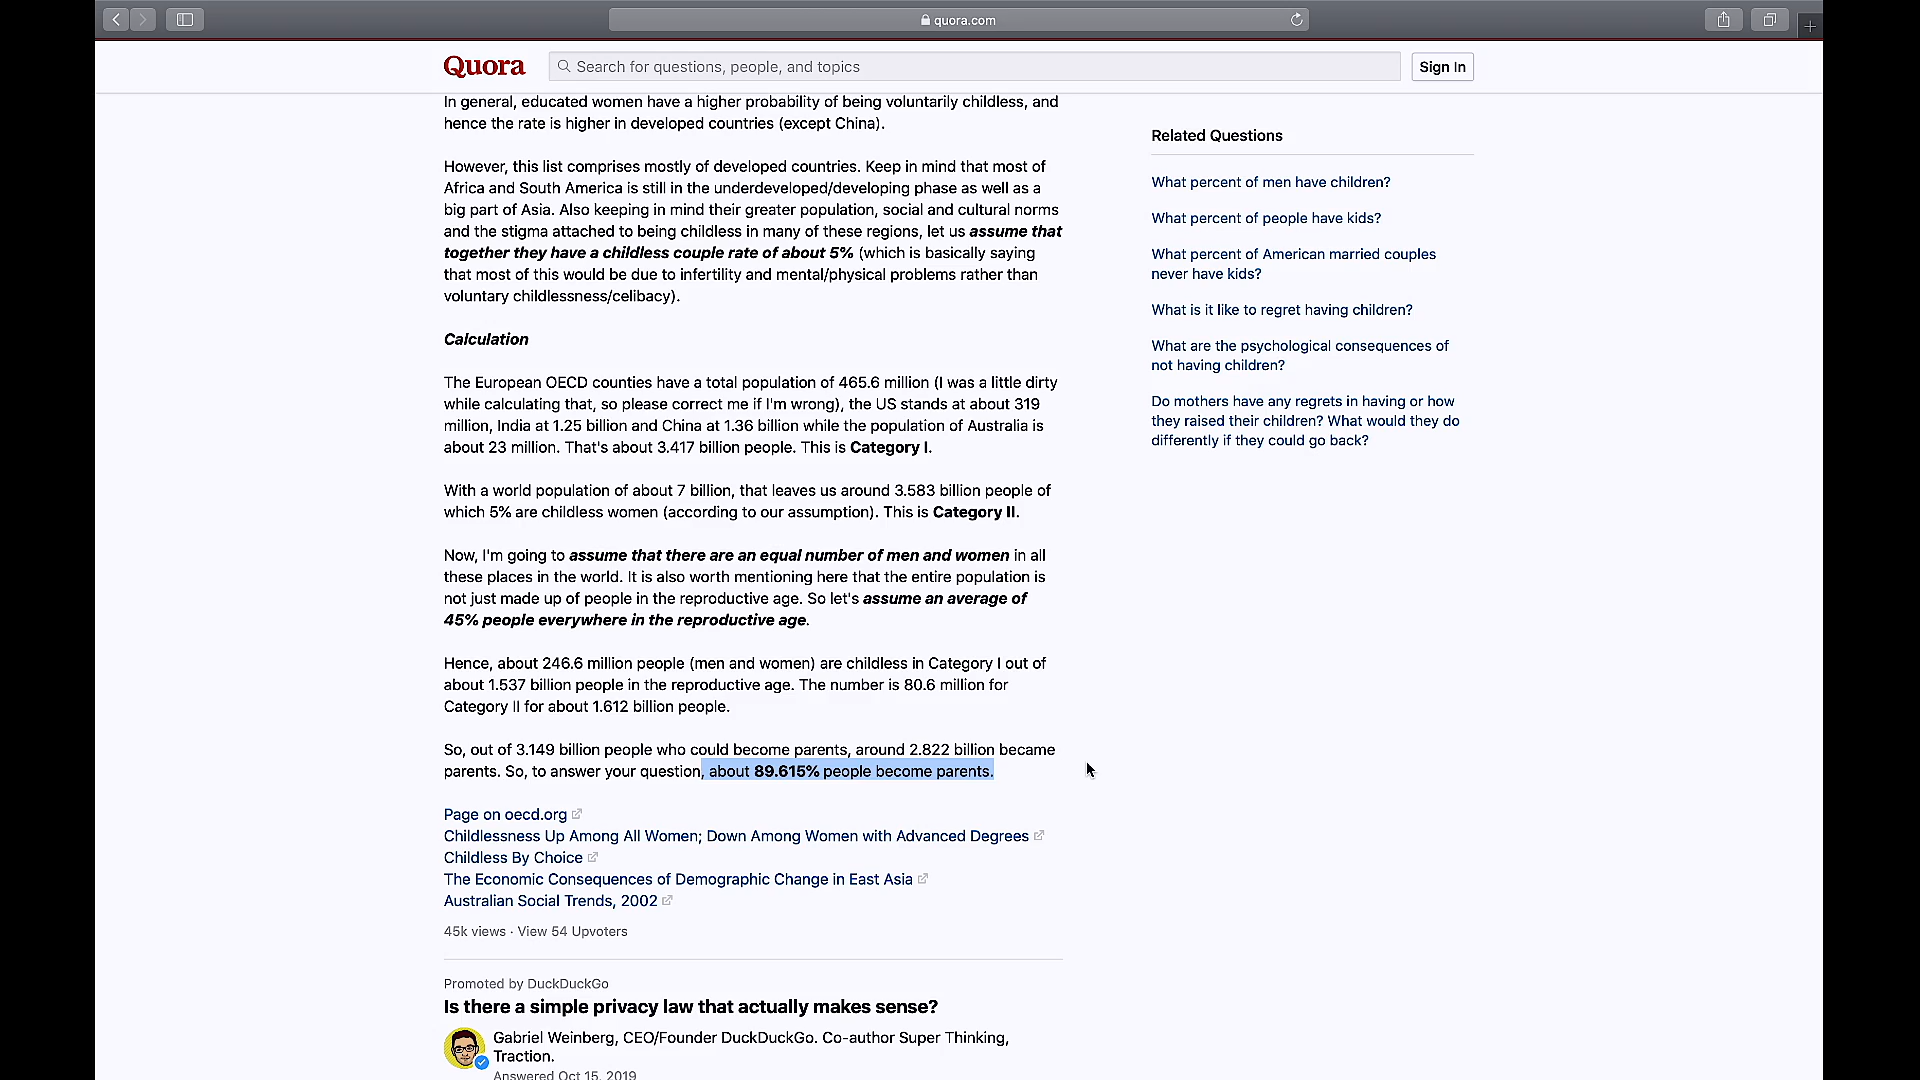 quora.com
Quora
Search for questions, people, and topics
Sign In
In general, educated women have a higher probability of being voluntarily childless, and
hence the rate is higher in developed countries (except China).
However, this list comprises mostly of developed countries. Keep in mind that most of
Africa and South America is still in the underdeveloped/developing phase as well as a
big part of Asia. Also keeping in mind their greater population, social and cultural norms
and the stigma attached to being childless in many of these regions, let us assume that
together they have a childless couple rate of about 5% (which is basically saying
that most of this would be due to infertility and mental/physical problems rather than
voluntary childlessness/celibacy).
Calculation
The European OECD counties have a total population of 465.6 million (I was a little dirty
while calculating that, so please correct me if I'm wrong), the US stands at about 319
million, India at 1.25 billion and China at 1.36 billion while the population of Australia is
about 23 million. That's about 3.417 billion people. This is Category I.
With a world population of about 7 billion, that leaves us around 3.583 billion people of
which 5% are childless women (according to our assumption). This is Category II.
Now, I'm going to assume that there are an equal number of men and women in all
these places in the world. It is also worth mentioning here that the entire population is
not just made up of people in the reproductive age. So let's assume an average of
45% people everywhere in the reproductive age.
Hence, about 246.6 million people (men and women) are childless in Category I out of
about 1.537 billion people in the reproductive age. The number is 80.6 million for
Category II for about 1.612 billion people.
So, out of 3.149 billion people who could become parents, around 2.822 billion became
parents. So, to answer your question, about 89.615% people become parents.
Page on oecd.org
Childlessness Up Among All Women; Down Among Women with Advanced Degrees
Childless By Choice
The Economic Consequences of Demographic Change in East Asia
Australian Social Trends, 2002
45k views · View 54 Upvoters
Promoted by DuckDuckGo
Is there a simple privacy law that actually makes sense?
Gabriel Weinberg, CEO/Founder DuckDuckGo. Co-author Super Thinking,
Traction.
Answered Oct 15, 2019
Related Questions
What percent of men have children?
What percent of people have kids?
What percent of American married couples
never have kids?
What is it like to regret having children?
What are the psychological consequences of
not having children?
Do mothers have any regrets in having or how
they raised their children? What would they do
differently if they could go back?